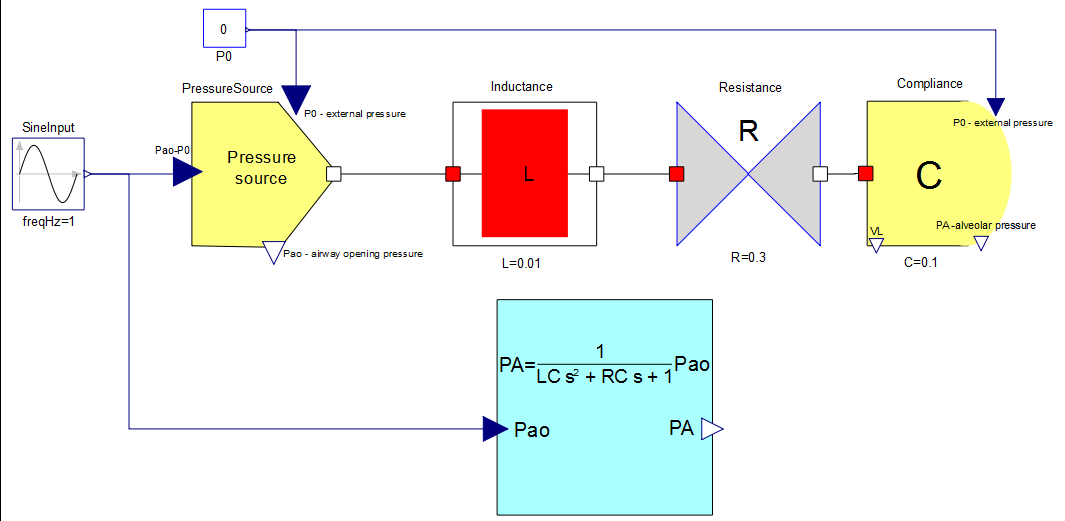 0
P0
PressureSource
P0 - external pressure
SineInput
freqHz=1
Pao-P0
Pressure
source
Pao - airway opening pressure
Inductance
L
L=0.01
Resistance
R
R=0.3
Compliance
P0 - external pressure
C
VL
PA-alveolar pressure
C=0.1
PA=1/(LC s² + RC s + 1) Pao
Pao
PA